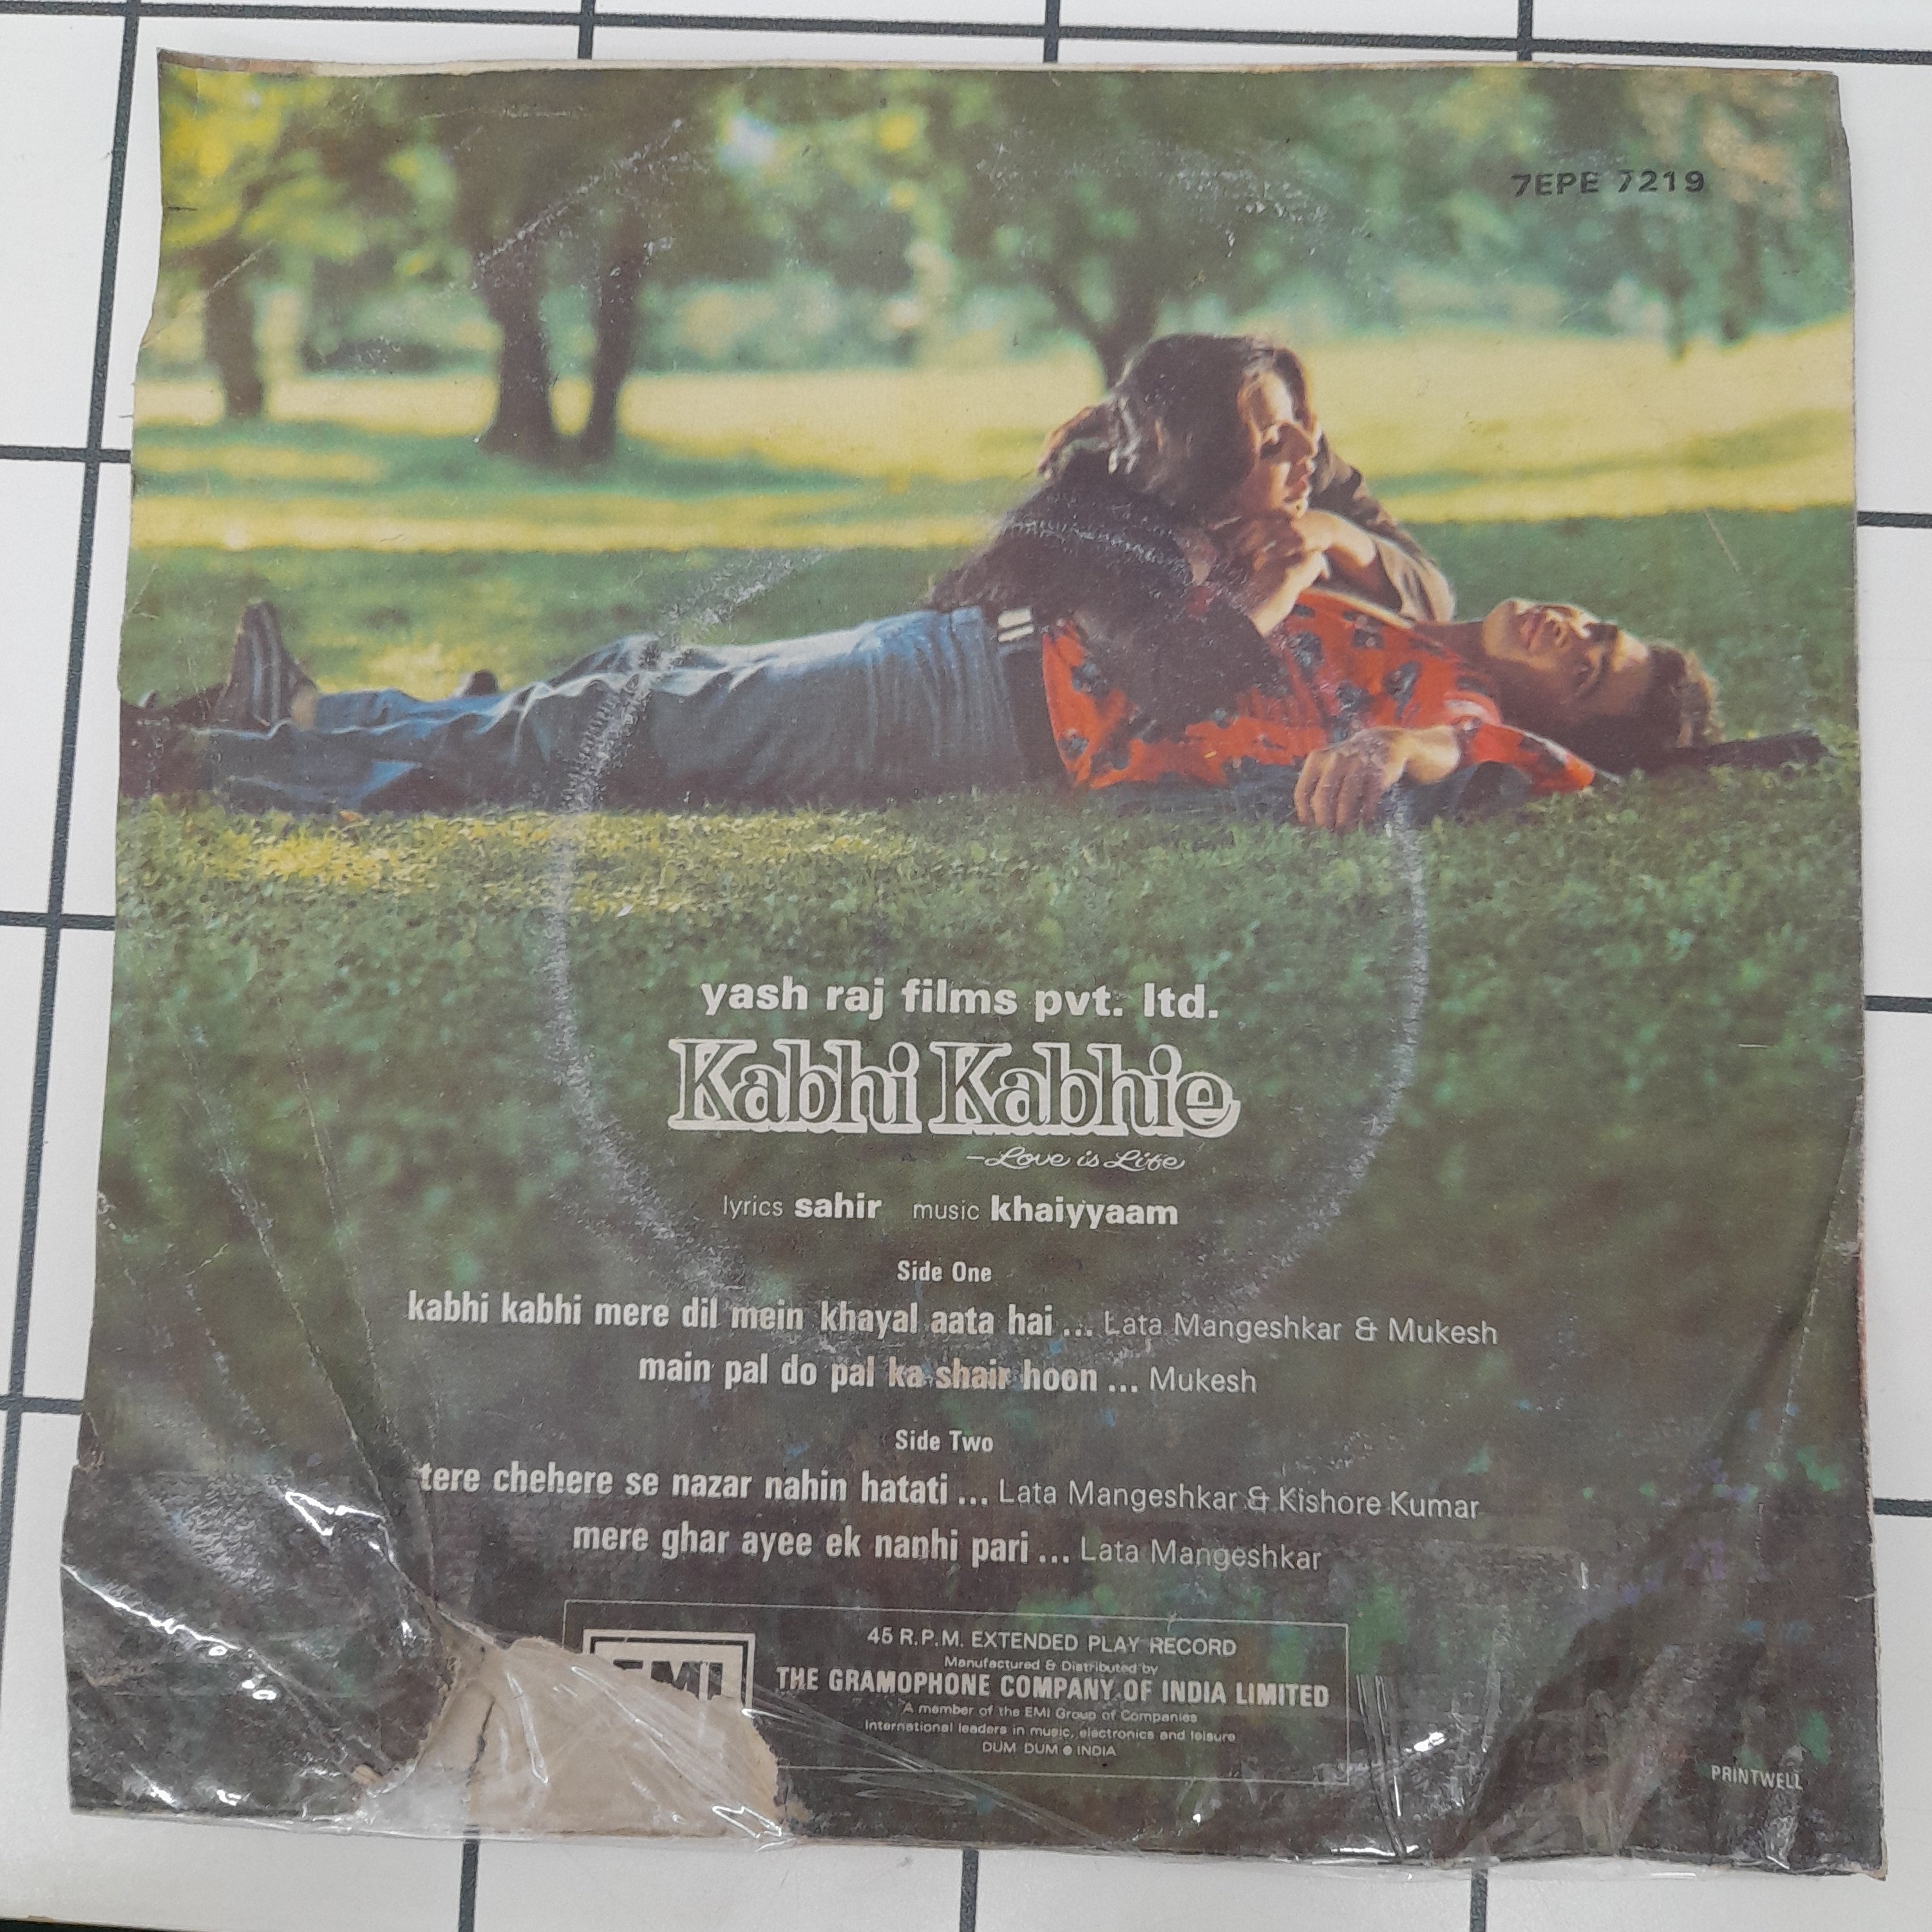 7EPE 7219
yash raj films pvt. ltd.
Kabhi Kabhie
-Love is Life
lyrics sahir music khaiyyaam
Side One
kabhi kabhi mere dil mein khayal aata hai ... Lata Mangeshkar & Mukesh
main pal do pal ka shair hoon ... Mukesh
Side Two
tere chehere se nazar nahin hatati ... Lata Mangeshkar & Kishore Kumar
mere ghar ayee ek nanhi pari ... Lata Mangeshkar
EMI
45 R.P.M. EXTENDED PLAY RECORD
Manufactured & Distributed by
THE GRAMOPHONE COMPANY OF INDIA LIMITED
A member of the EMI Group of Companies
International leaders in music, electronics and leisure
DUM DUM ● INDIA
PRINTWELL